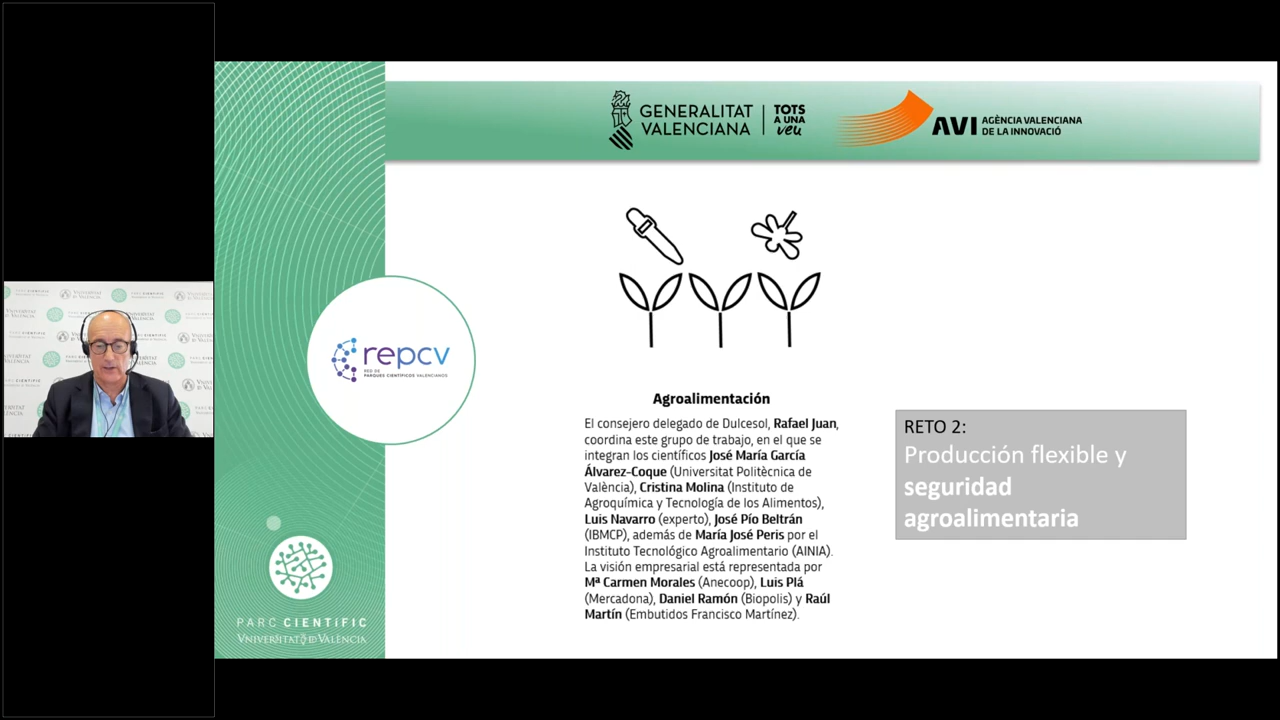 GENERALITAT
VALENCIANA
TOTS
A UNA
veu
AVI
AGÈNCIA VALENCIANA
DE LA INNOVACIÓ
repcv
RED DE
PARQUES CIENTÍFICOS VALENCIANOS
Agroalimentación
El consejero delegado de Dulcesol, Rafael Juan,
coordina este grupo de trabajo, en el que se
integran los científicos José María García
Álvarez-Coque (Universitat Politècnica de
València), Cristina Molina (Instituto de
Agroquímica y Tecnología de los Alimentos),
Luis Navarro (experto), José Pío Beltrán
(IBMCP), además de María José Peris por el
Instituto Tecnológico Agroalimentario (AINIA).
La visión empresarial está representada por
Mª Carmen Morales (Anecoop), Luis Plá
(Mercadona), Daniel Ramón (Biopolis) y Raúl
Martín (Embutidos Francisco Martínez).
RETO 2:
Producción flexible y
seguridad
agroalimentaria
PARC CIENTÍFIC
VNIVERSITATЀDVALÈNCIA